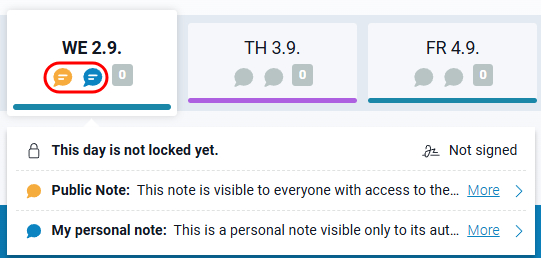 WE 2.9. TH 3.9. FR 4.9.
0 0 0
This day is not locked yet. Not signed
Public Note: This note is visible to everyone with access to the... More
My personal note: This is a personal note visible only to its aut... More